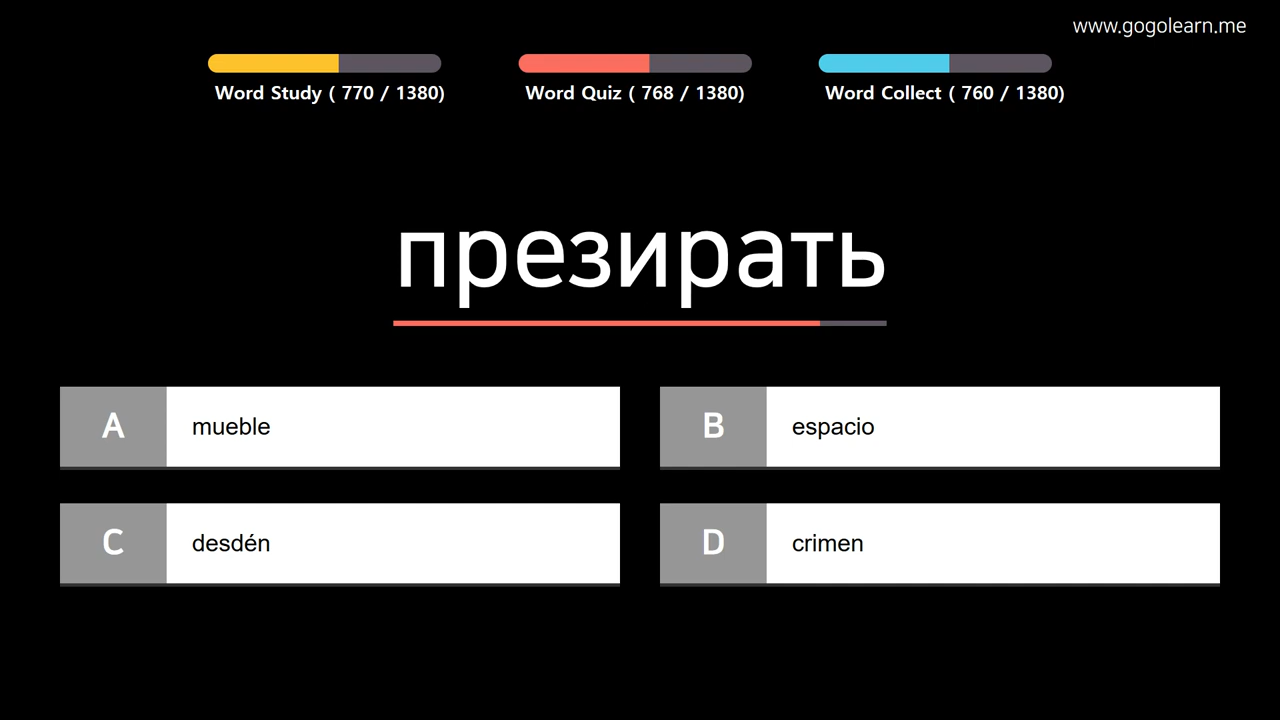 www.gogolearn.me
Word Study ( 770 / 1380)
Word Quiz ( 768 / 1380)
Word Collect ( 760 / 1380)
презирать
A mueble
B espacio
C desdén
D crimen